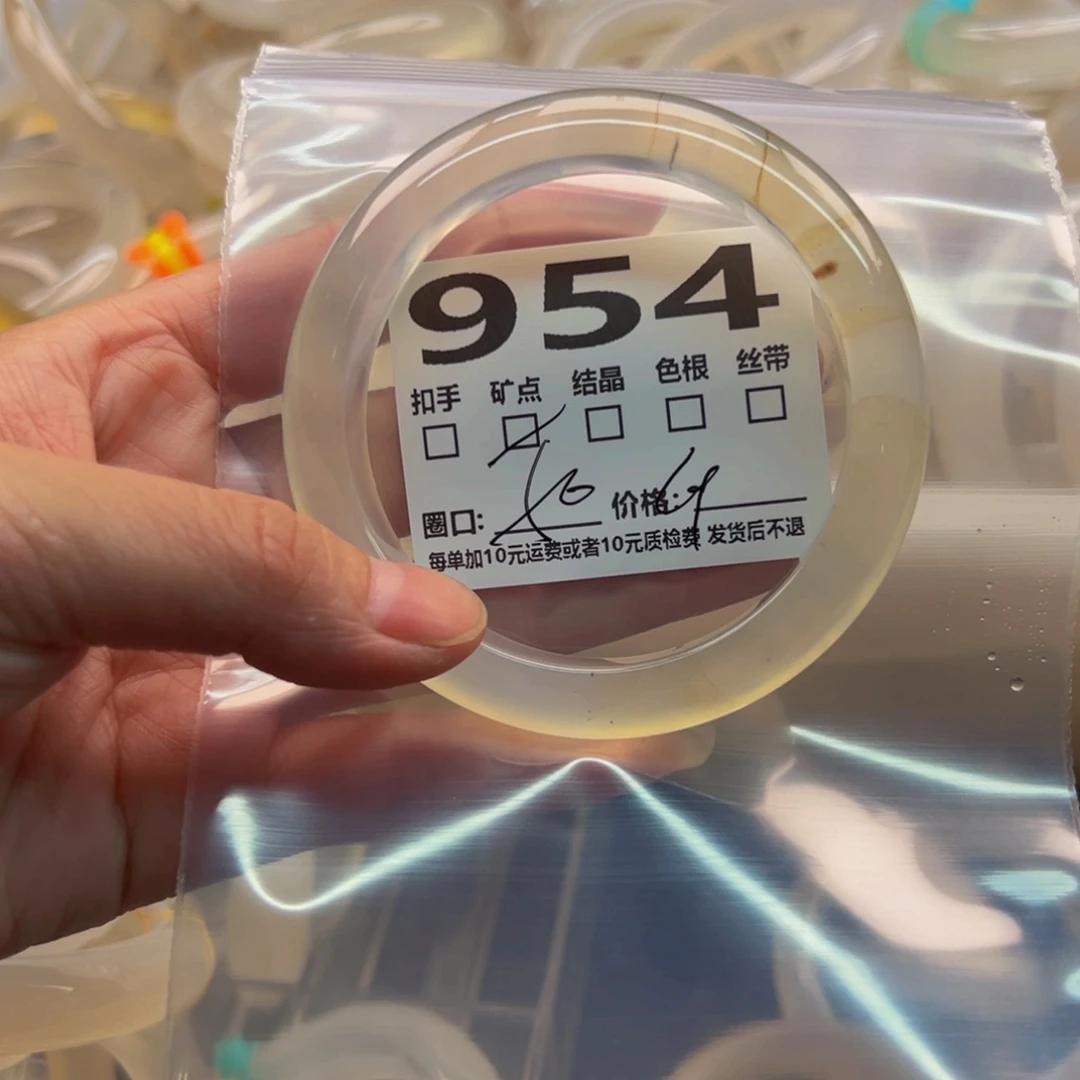 954
扣手 矿点 结晶 色根 丝带
圈口: 价格:
每单加10元运费或者10元质检费 发货后不退